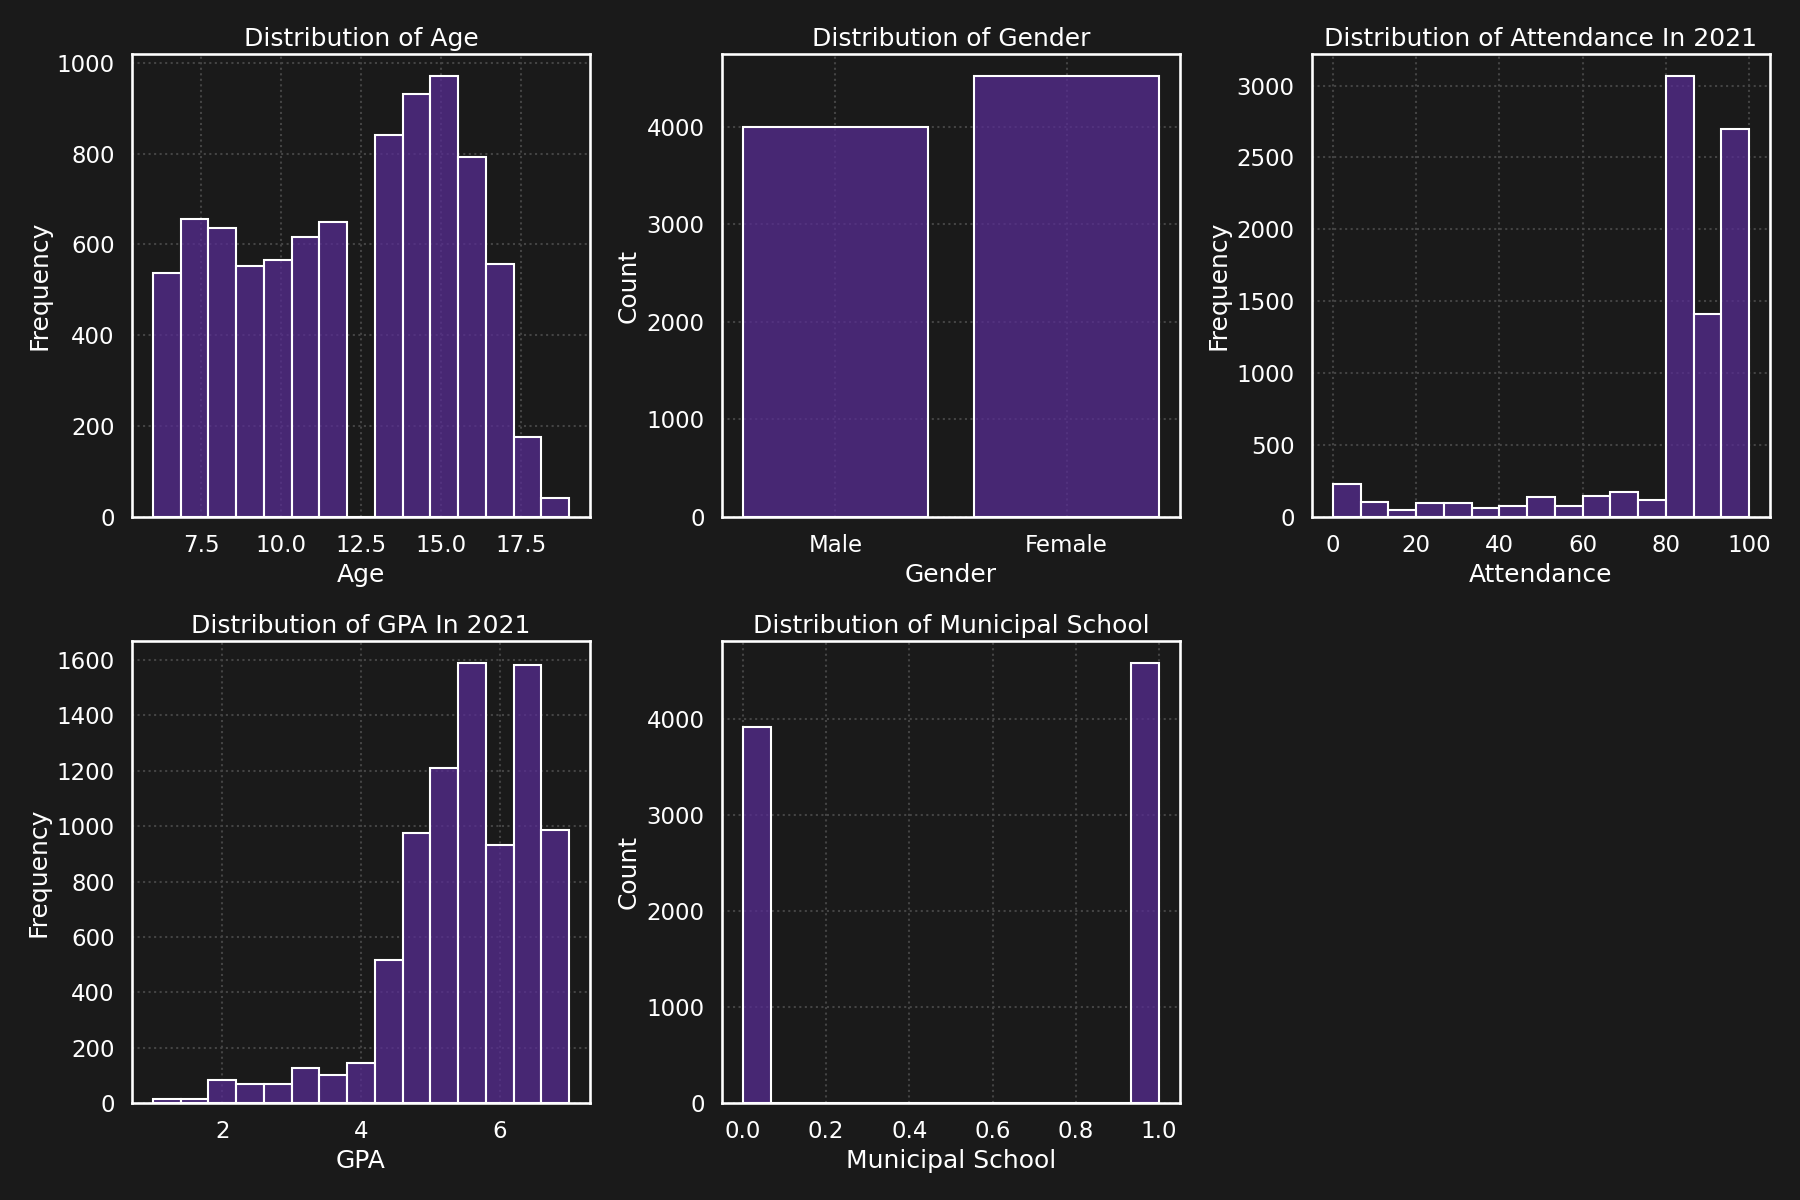 Distribution of Age
1000
800
600
400
200
0
Frequency
7.5 10.0 12.5 15.0 17.5
Age
Distribution of Gender
4000
3000
2000
1000
0
Count
Male Female
Gender
Distribution of Attendance In 2021
3000
2500
2000
1500
1000
500
0
Frequency
0 20 40 60 80 100
Attendance
Distribution of GPA In 2021
1600
1400
1200
1000
800
600
400
200
0
Frequency
2 4 6
GPA
Distribution of Municipal School
4000
3000
2000
1000
0
Count
0.0 0.2 0.4 0.6 0.8 1.0
Municipal School